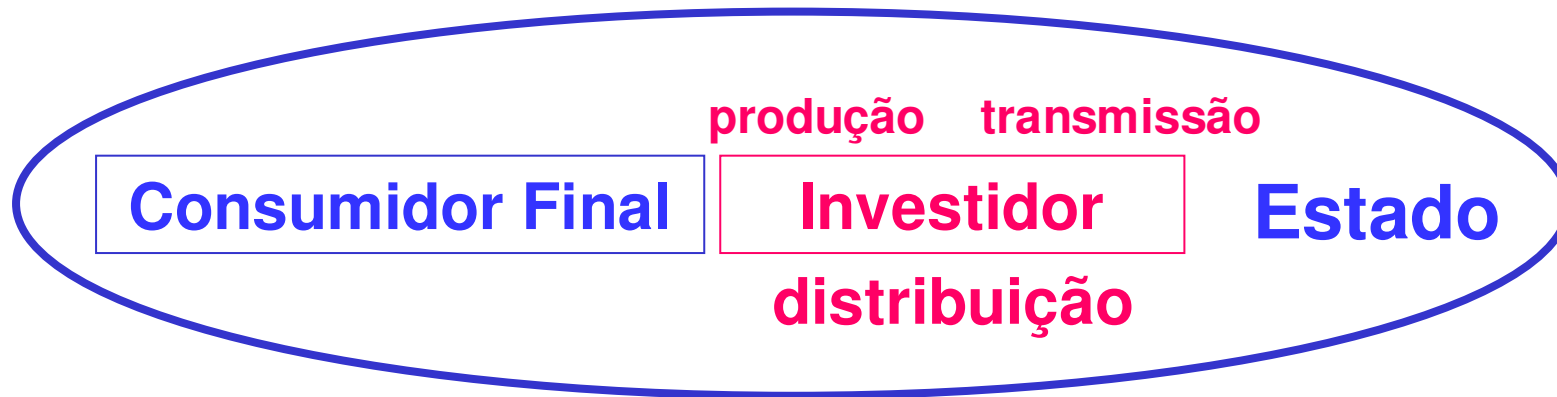 produção transmissão
Consumidor Final Investidor Estado
distribuição